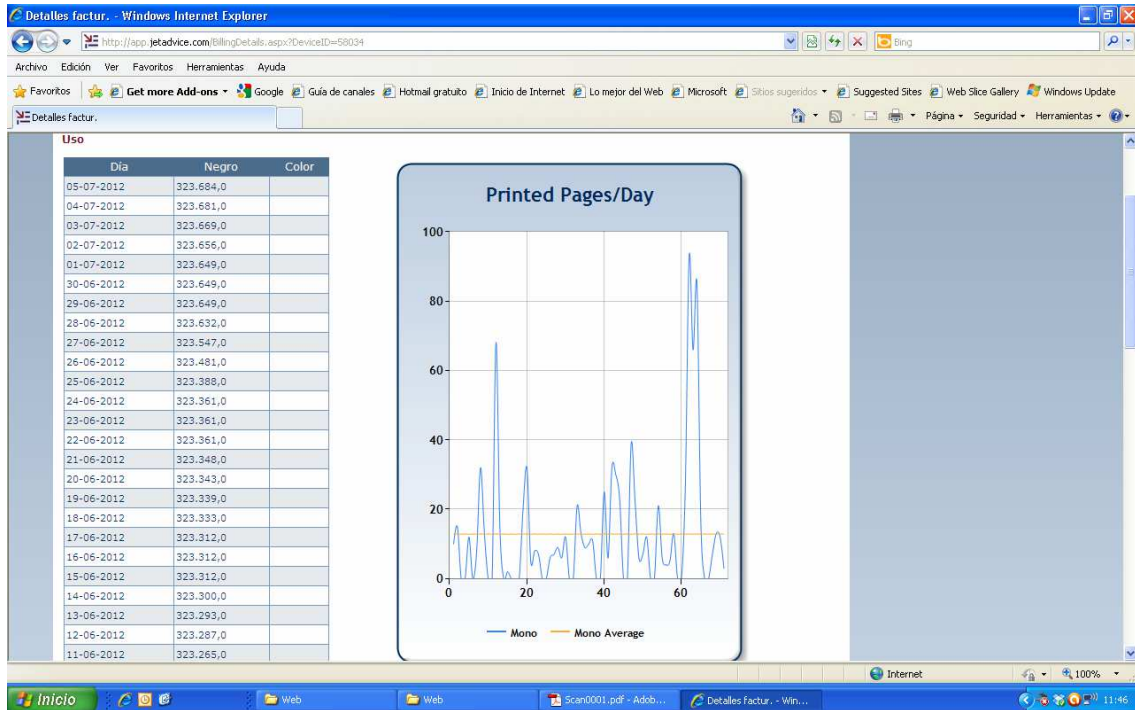 Detalles factur. - Windows Internet Explorer
http://app.jetadvice.com/BillingDetails.aspx?DeviceID=58034
Bing
Archivo Edición Ver Favoritos Herramientas Ayuda
Favoritos Get more Add-ons Google Guía de canales Hotmail gratuito Inicio de Internet Lo mejor del Web Microsoft Sitios sugeridos Suggested Sites Web Slice Gallery Windows Update
Detalles factur. Página Seguridad Herramientas
Uso
Día Negro Color
05-07-2012 323.684,0
04-07-2012 323.681,0
03-07-2012 323.669,0
02-07-2012 323.656,0
01-07-2012 323.649,0
30-06-2012 323.649,0
29-06-2012 323.649,0
28-06-2012 323.632,0
27-06-2012 323.547,0
26-06-2012 323.481,0
25-06-2012 323.388,0
24-06-2012 323.361,0
23-06-2012 323.361,0
22-06-2012 323.361,0
21-06-2012 323.348,0
20-06-2012 323.343,0
19-06-2012 323.339,0
18-06-2012 323.333,0
17-06-2012 323.312,0
16-06-2012 323.312,0
15-06-2012 323.312,0
14-06-2012 323.300,0
13-06-2012 323.293,0
12-06-2012 323.287,0
11-06-2012 323.265,0
Printed Pages/Day
100
80
60
40
20
0
0 20 40 60
Mono Mono Average
Internet 100%
Inicio Web Web Scan0001.pdf - Adob... Detalles factur. - Win... 11:46